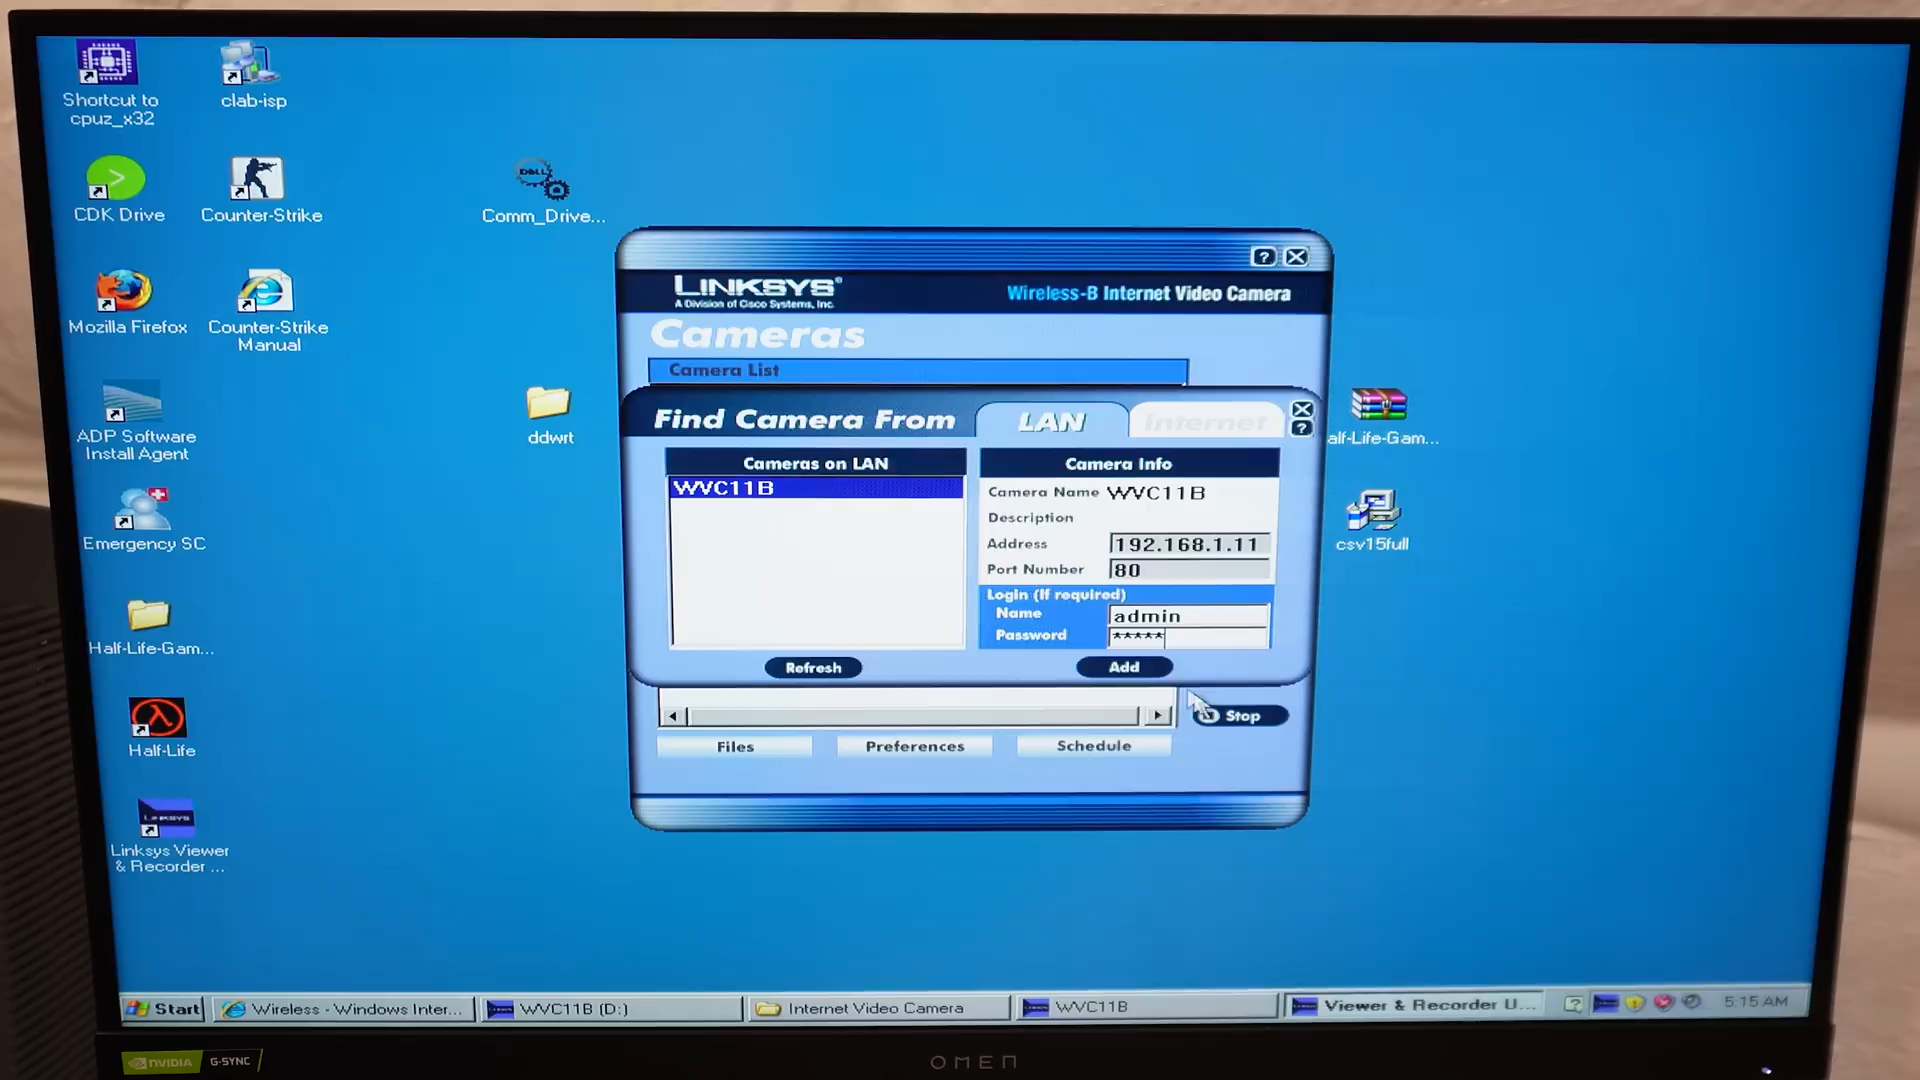 Shortcut to
cpuz_x32
clab-isp
CDK Drive
Counter-Strike
DELL
Comm_Drive...
Mozilla Firefox
Counter-Strike
Manual
ADP Software
Install Agent
ddwrt
Emergency SC
Half-Life-Gam...
Half-Life
LINKSYS
Linksys Viewer
& Recorder ...
LINKSYS®
A Division of Cisco Systems, Inc.
Wireless-B Internet Video Camera
Cameras
Camera List
Find Camera From
LAN
Internet
Cameras on LAN
WVC11B
Camera Info
Camera Name WVC11B
Description
Address 192.168.1.11
Port Number 80
Login (If required)
Name admin
Password *****
Refresh
Add
Stop
Files
Preferences
Schedule
alf-Life-Gam...
csv15full
Start
Wireless - Windows Inter...
WVC11B (D:)
Internet Video Camera
WVC11B
Viewer & Recorder U...
5:15 AM
NVIDIA G-SYNC
OMEN